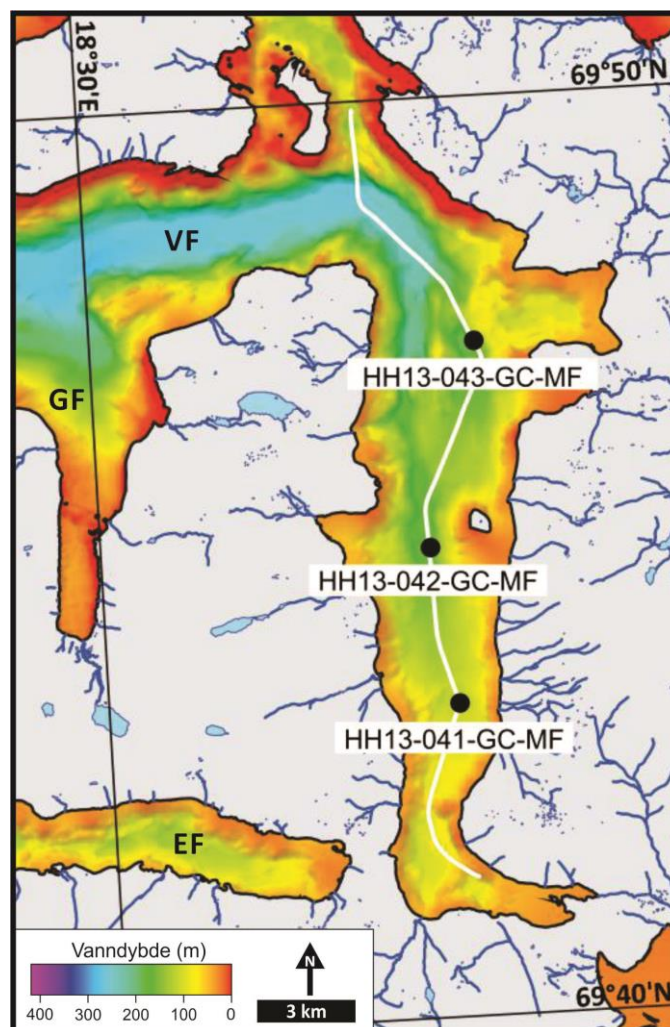 18°30'E
69°50'N
VF
HH13-043-GC-MF
GF
HH13-042-GC-MF
HH13-041-GC-MF
EF
Vanndybde (m)
400 300 200 100 0
N
3 km
69°40'N